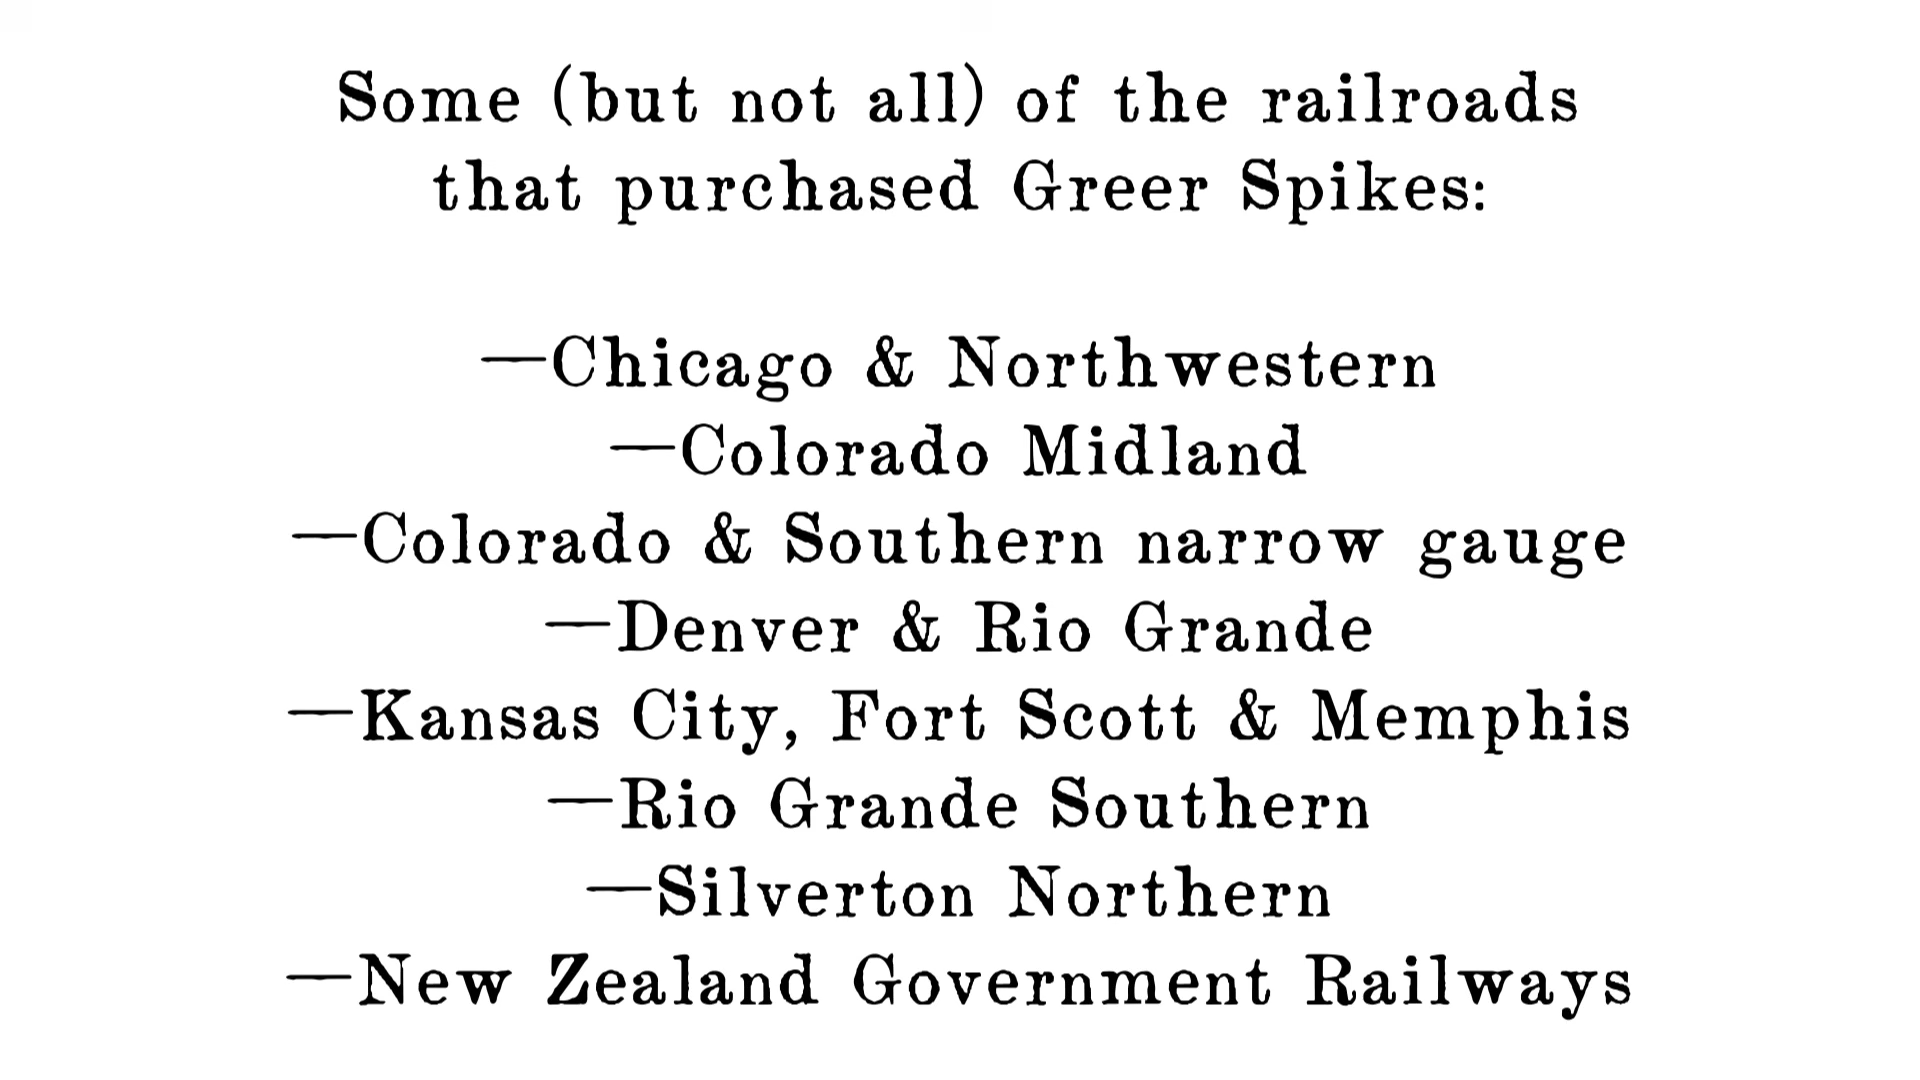 Some (but not all) of the railroads
that purchased Greer Spikes:
—Chicago & Northwestern
—Colorado Midland
—Colorado & Southern narrow gauge
—Denver & Rio Grande
—Kansas City, Fort Scott & Memphis
—Rio Grande Southern
—Silverton Northern
—New Zealand Government Railways